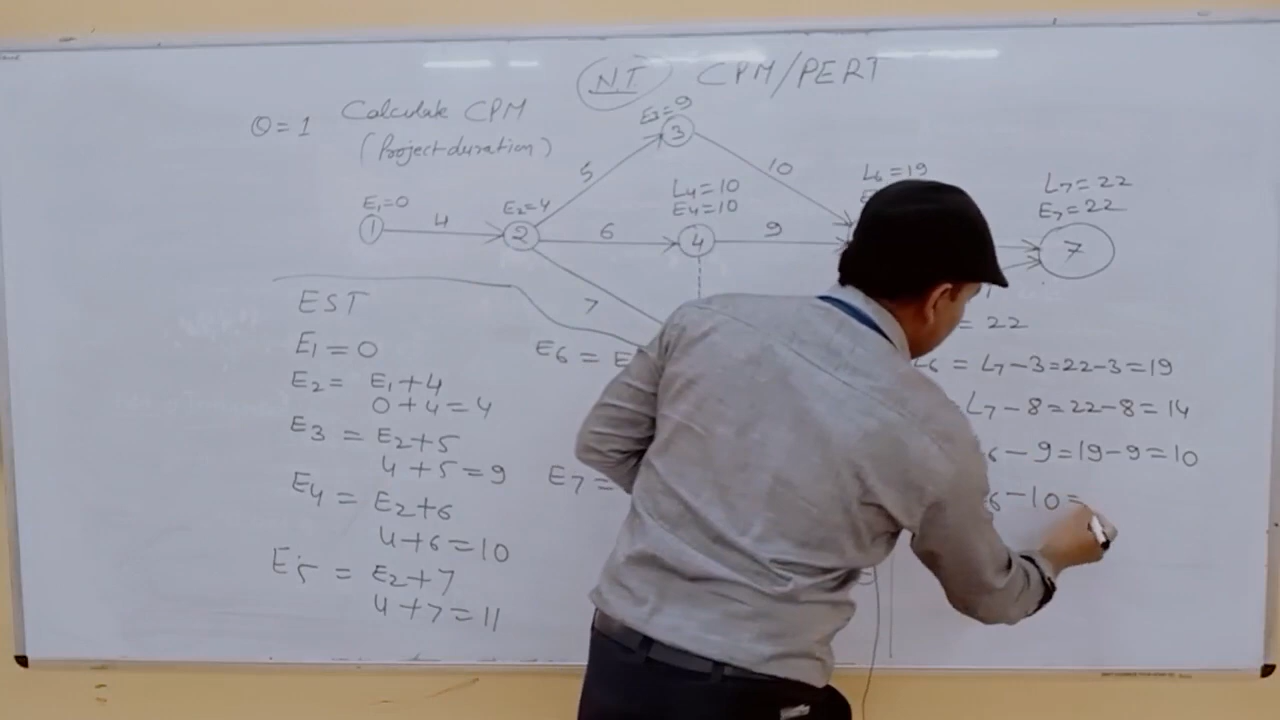 N.T. CPM/PERT
Q=1 Calculate CPM
(Project duration)
E3=9
3
5
10
E1=0
1
4
E2=4
2
6
L4=10
E4=10
4
9
L6=19
L7=22
E7=22
7
7
EST
E1=0
E2= E1+4
0+4=4
E3 = E2+5
4+5=9
E4 = E2+6
4+6=10
E5 = E2+7
4+7=11
E6 = E
E7=
= 22
L6 = L7-3=22-3=19
L7-8=22-8=14
6-9=19-9=10
6-10=